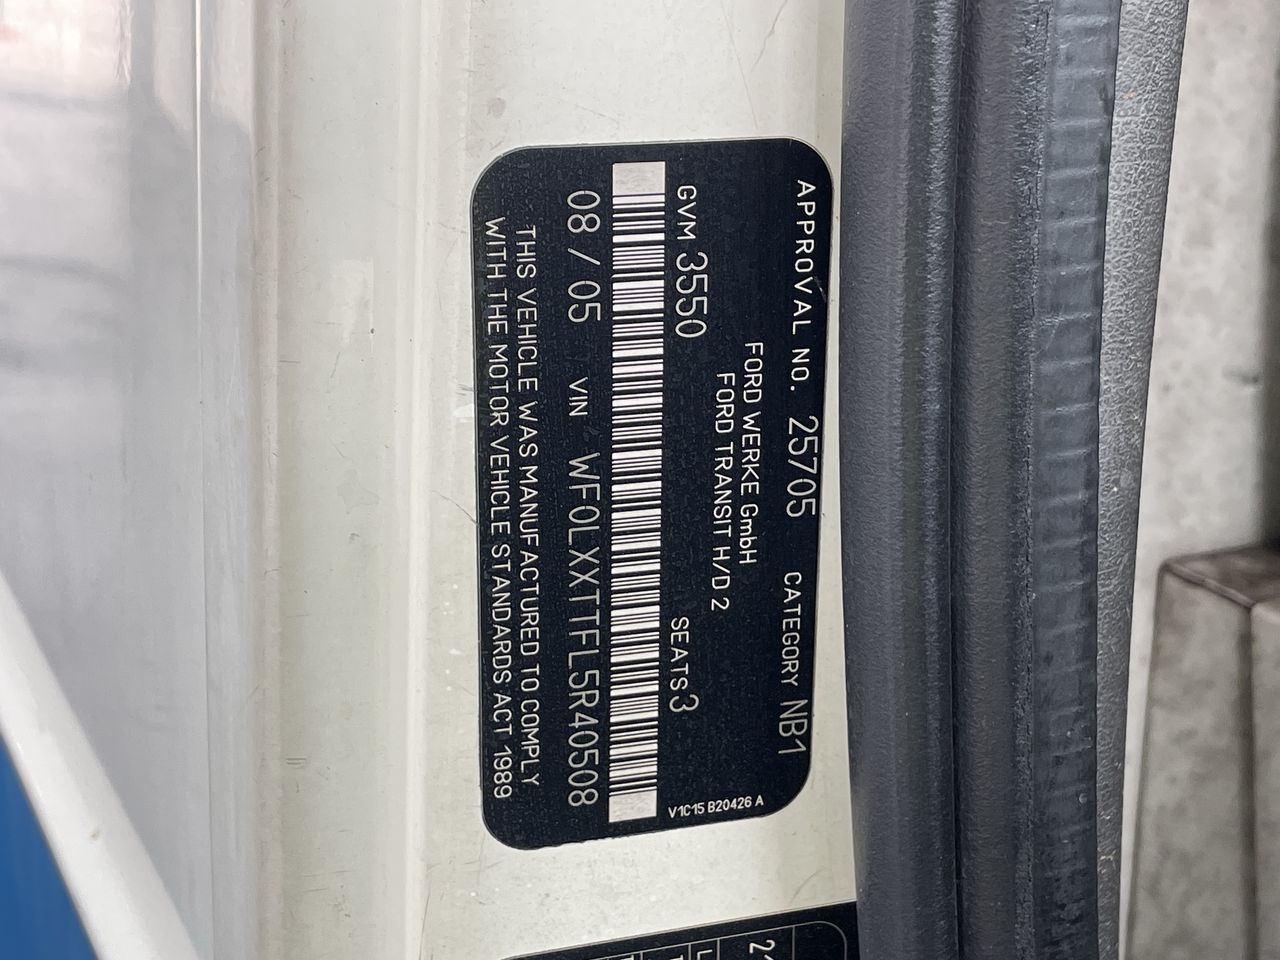 APPROVAL NO. 25705 CATEGORY NB1
FORD WERKE GmbH
FORD TRANSIT H/D 2
GVM 3550 SEATS 3 V1C15 B20426 A
08/05 VIN WF0LXXTTFL5R40508
THIS VEHICLE WAS MANUFACTURED TO COMPLY
WITH THE MOTOR VEHICLE STANDARDS ACT 1989